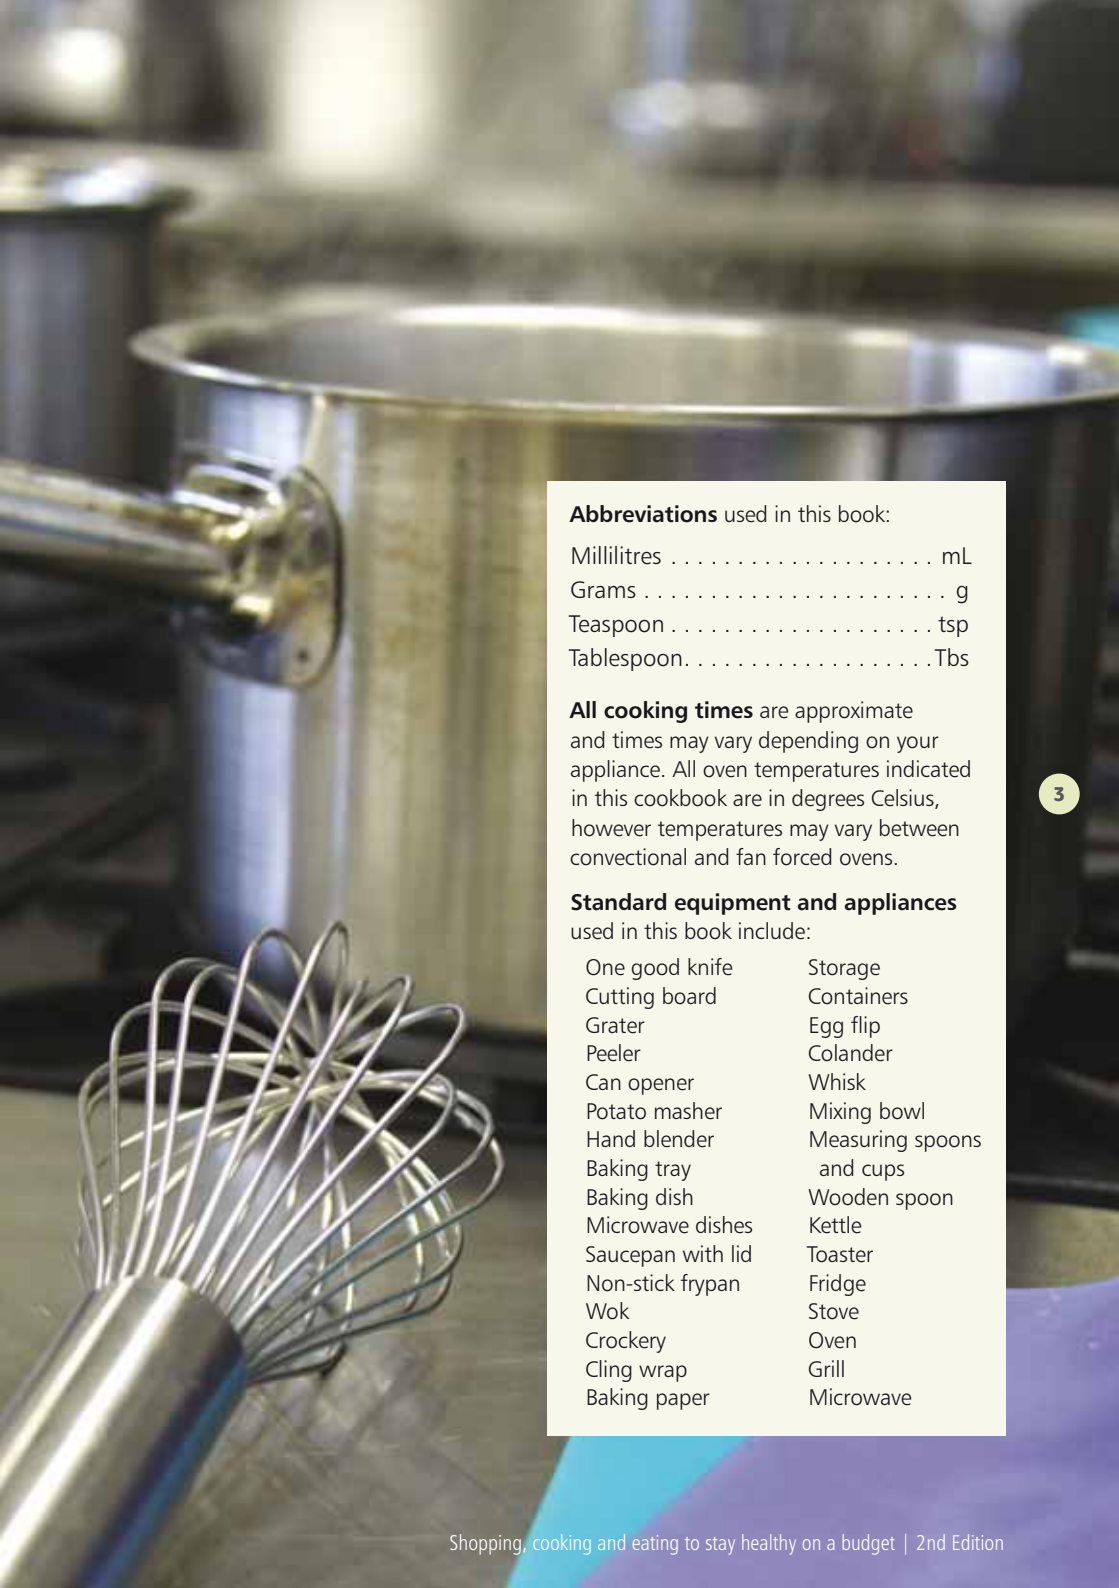 Abbreviations used in this book:
Millilitres . . . . . . . . . . . . . . . . . . . . mL
Grams . . . . . . . . . . . . . . . . . . . . . . . g
Teaspoon . . . . . . . . . . . . . . . . . . . . tsp
Tablespoon. . . . . . . . . . . . . . . . . . .Tbs
All cooking times are approximate
and times may vary depending on your
appliance. All oven temperatures indicated
in this cookbook are in degrees Celsius,
however temperatures may vary between
convectional and fan forced ovens.
3
Standard equipment and appliances
used in this book include:
One good knife
Cutting board
Grater
Peeler
Can opener
Potato masher
Hand blender
Baking tray
Baking dish
Microwave dishes
Saucepan with lid
Non-stick frypan
Wok
Crockery
Cling wrap
Baking paper
Storage
Containers
Egg flip
Colander
Whisk
Mixing bowl
Measuring spoons
and cups
Wooden spoon
Kettle
Toaster
Fridge
Stove
Oven
Grill
Microwave
Shopping, cooking and eating to stay healthy on a budget | 2nd Edition